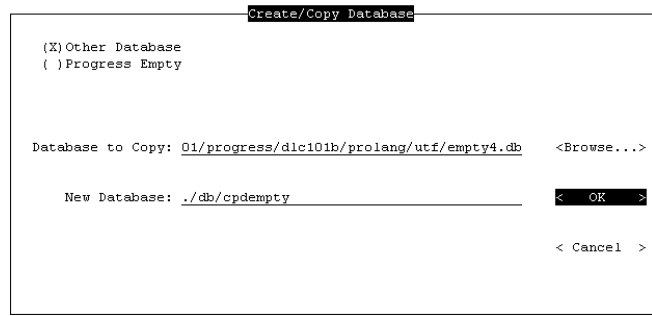 Create/Copy Database
(X)Other Database
( )Progress Empty
Database to Copy: 01/progress/dlc101b/prolang/utf/empty4.db <Browse...>
New Database: ./db/cpdempty < OK >
< Cancel >